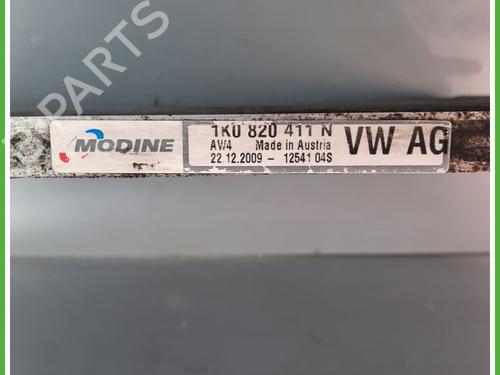 PARTS
MODINE
1K0 820 411 N
AW4 Made in Austria
22.12.2009 - 12541 04S
VW AG